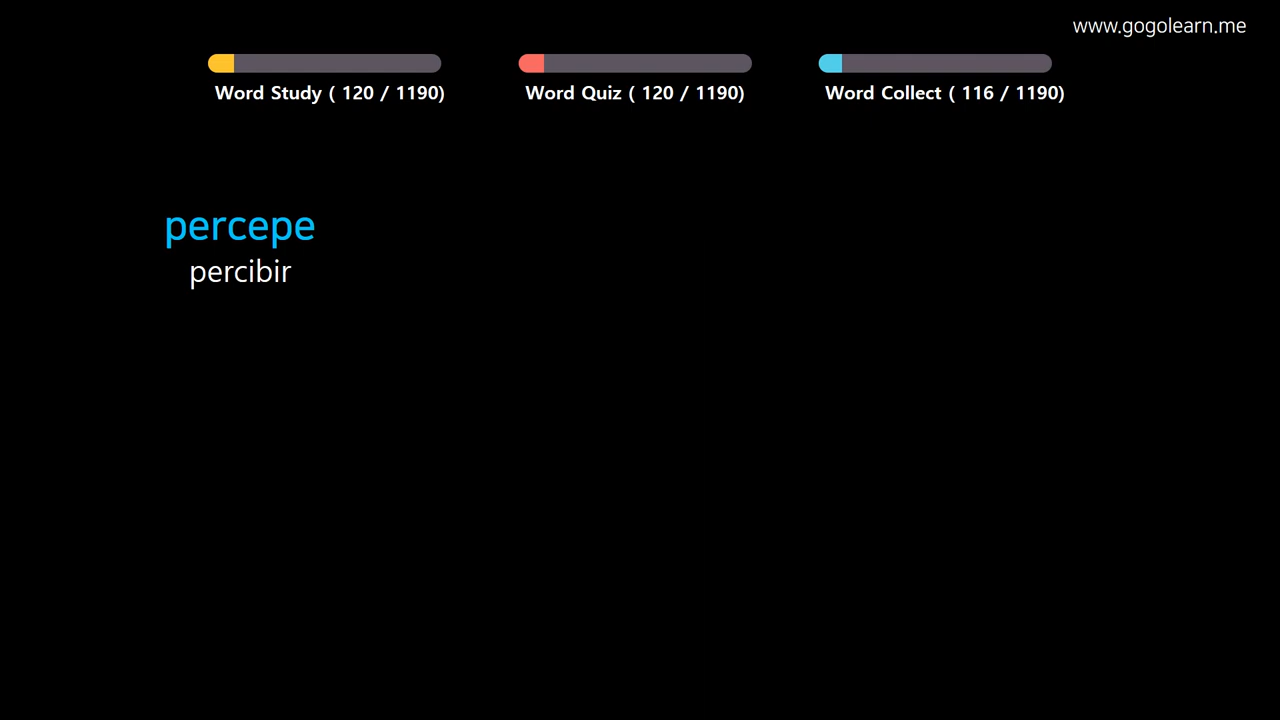 www.gogolearn.me
Word Study ( 120 / 1190)
Word Quiz ( 120 / 1190)
Word Collect ( 116 / 1190)
percepe
percibir